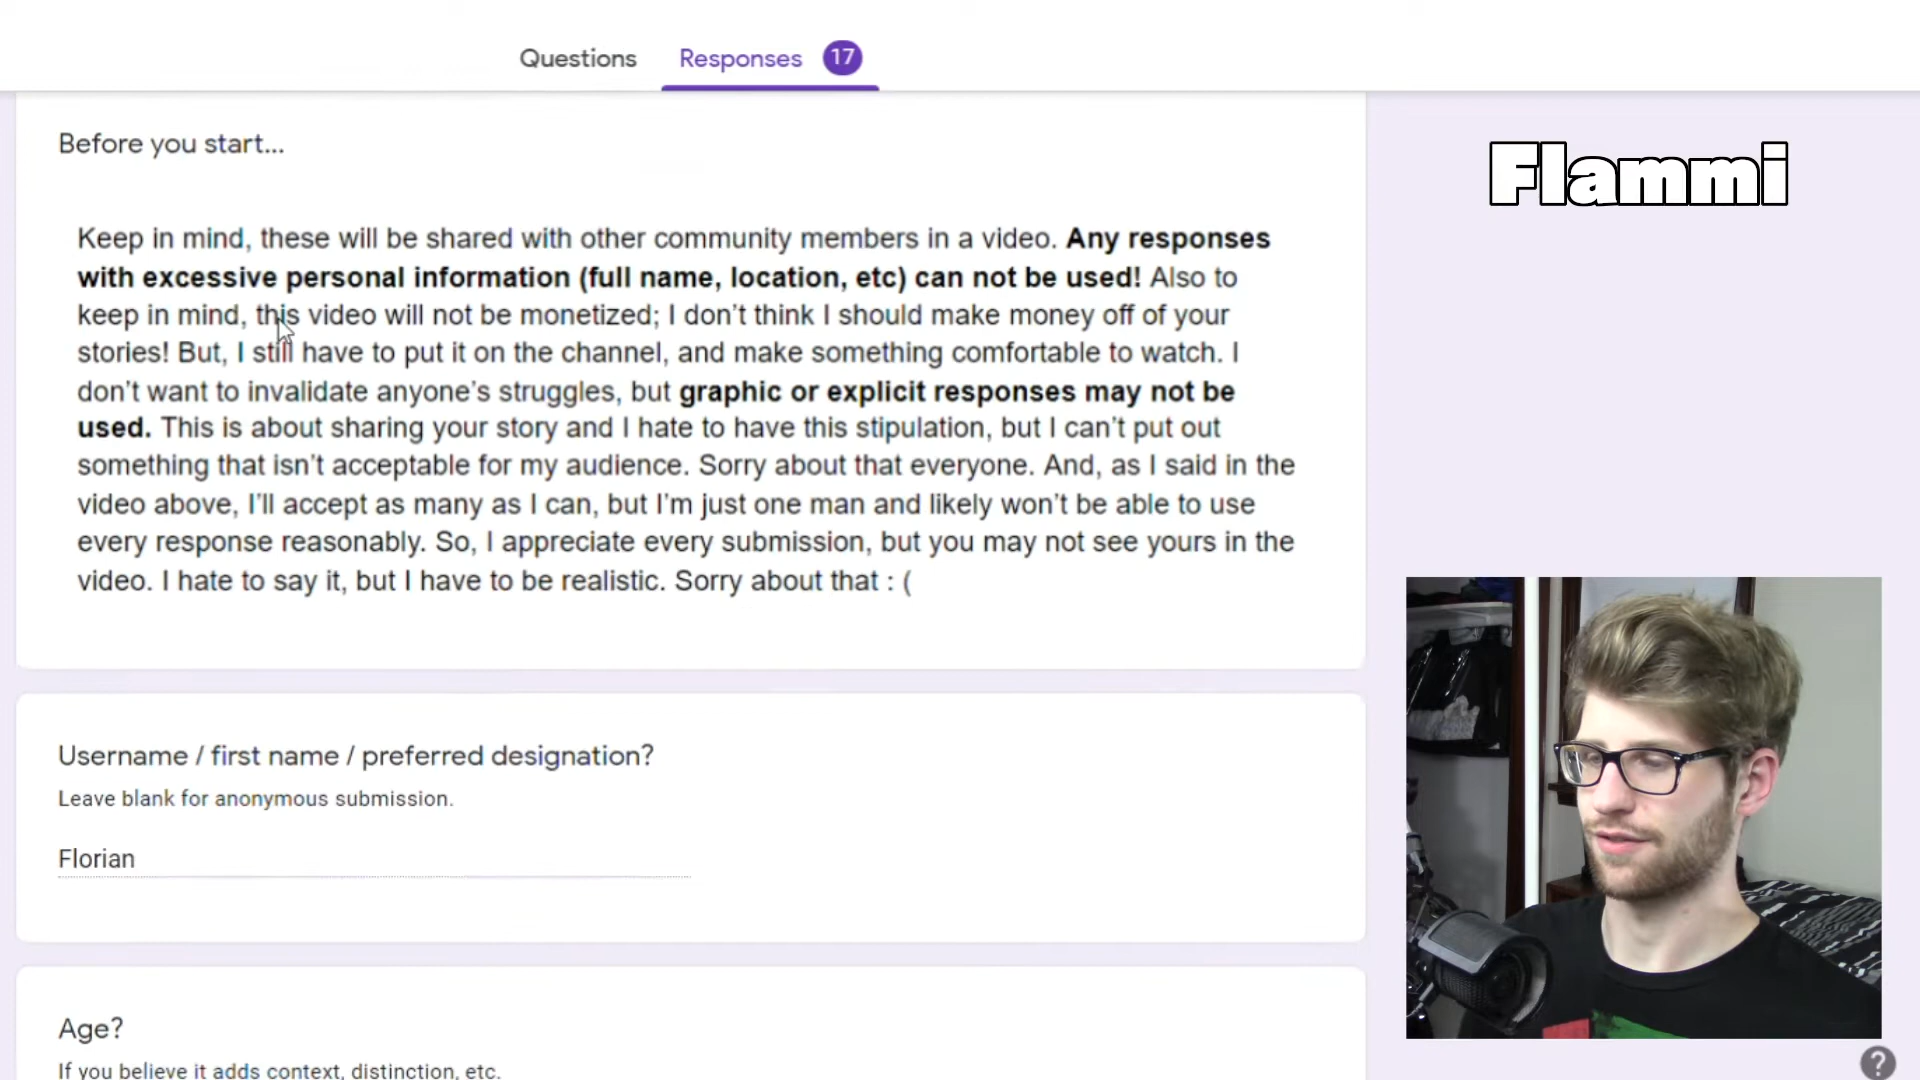 Questions
Responses 17
Flammi
Before you start...
Keep in mind, these will be shared with other community members in a video. Any responses
with excessive personal information (full name, location, etc) can not be used! Also to
keep in mind, this video will not be monetized; I don't think I should make money off of your
stories! But, I still have to put it on the channel, and make something comfortable to watch. I
don't want to invalidate anyone's struggles, but graphic or explicit responses may not be
used. This is about sharing your story and I hate to have this stipulation, but I can't put out
something that isn't acceptable for my audience. Sorry about that everyone. And, as I said in the
video above, I'll accept as many as I can, but I'm just one man and likely won't be able to use
every response reasonably. So, I appreciate every submission, but you may not see yours in the
video. I hate to say it, but I have to be realistic. Sorry about that : (
Username / first name / preferred designation?
Leave blank for anonymous submission.
Florian
Age?
If you believe it adds context, distinction, etc.
?